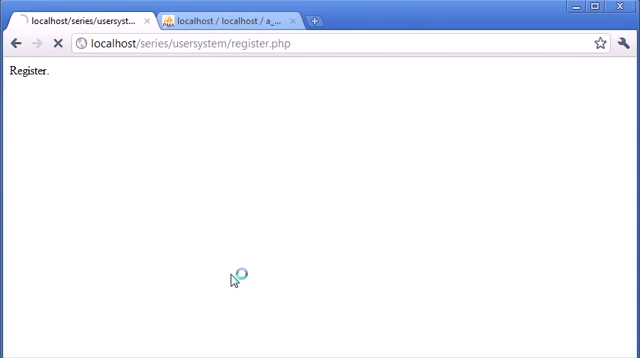 localhost/series/usersyst...
localhost / localhost / a_...
localhost/series/usersystem/register.php
Register.